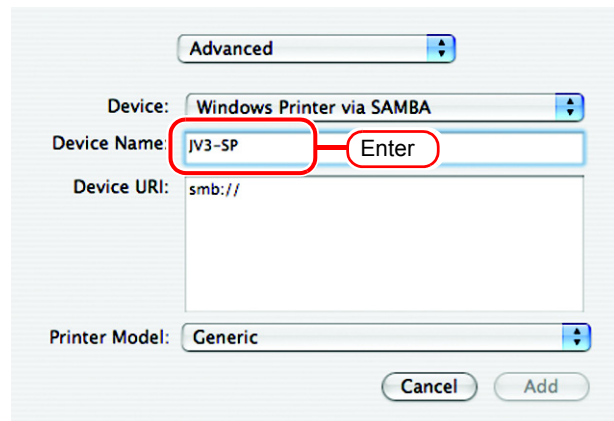 Advanced
Device: Windows Printer via SAMBA
Device Name: JV3-SP Enter
Device URI: smb://
Printer Model: Generic
Cancel Add